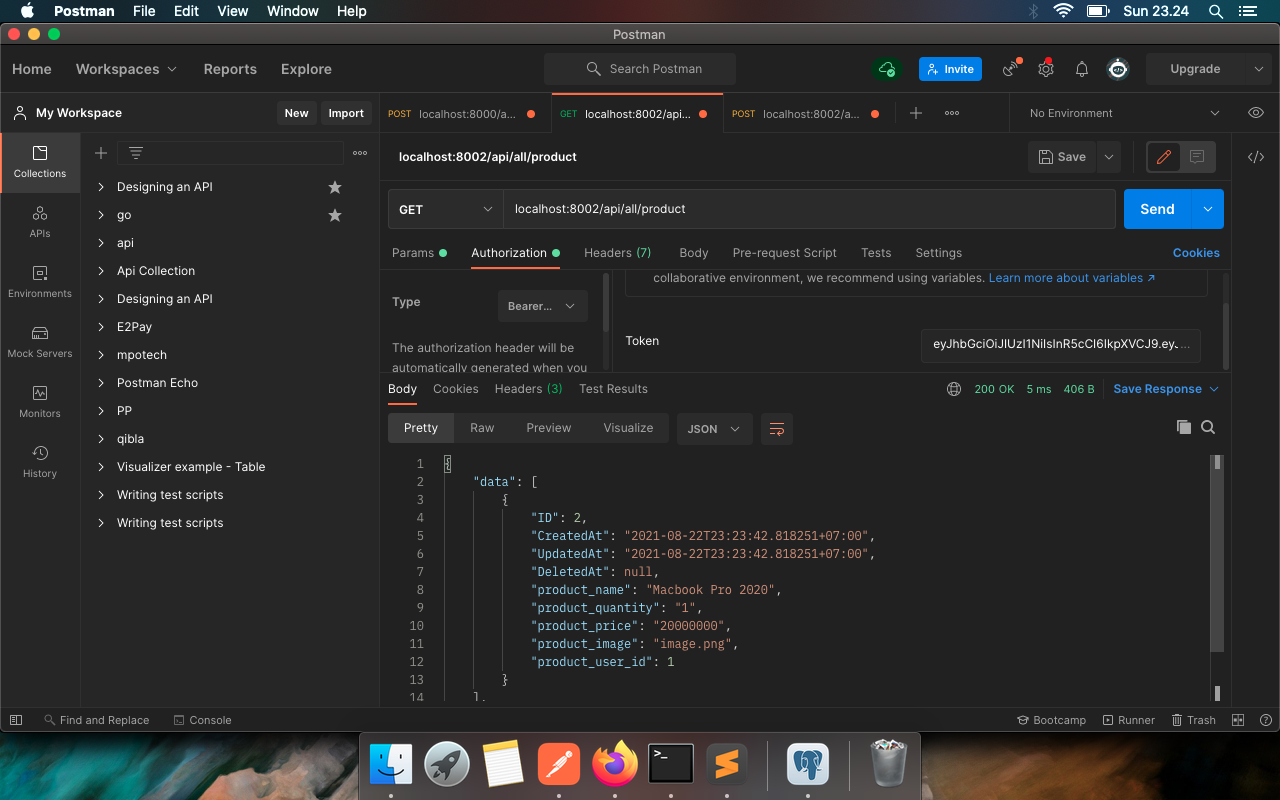 Postman File Edit View Window Help Sun 23.24
Postman
Home Workspaces Reports Explore Search Postman Invite Upgrade
My Workspace New Import POST localhost:8000/a... GET localhost:8002/api... POST localhost:8002/a... No Environment
Collections
APIs
Environments
Mock Servers
Monitors
History
Designing an API
go
api
Api Collection
Designing an API
E2Pay
mpotech
Postman Echo
PP
qibla
Visualizer example - Table
Writing test scripts
Writing test scripts
localhost:8002/api/all/product Save
GET localhost:8002/api/all/product Send
Params Authorization Headers (7) Body Pre-request Script Tests Settings Cookies
collaborative environment, we recommend using variables. Learn more about variables ↗
Type Bearer...
The authorization header will be
automatically generated when you
Token eyJhbGciOiJIUzI1NiIsInR5cCI6IkpXVCJ9.eyJ...
Body Cookies Headers (3) Test Results 200 OK 5 ms 406 B Save Response
Pretty Raw Preview Visualize JSON
1 {
2 "data": [
3 {
4 "ID": 2,
5 "CreatedAt": "2021-08-22T23:23:42.818251+07:00",
6 "UpdatedAt": "2021-08-22T23:23:42.818251+07:00",
7 "DeletedAt": null,
8 "product_name": "Macbook Pro 2020",
9 "product_quantity": "1",
10 "product_price": "20000000",
11 "product_image": "image.png",
12 "product_user_id": 1
13 }
14 ],
Find and Replace Console Bootcamp Runner Trash